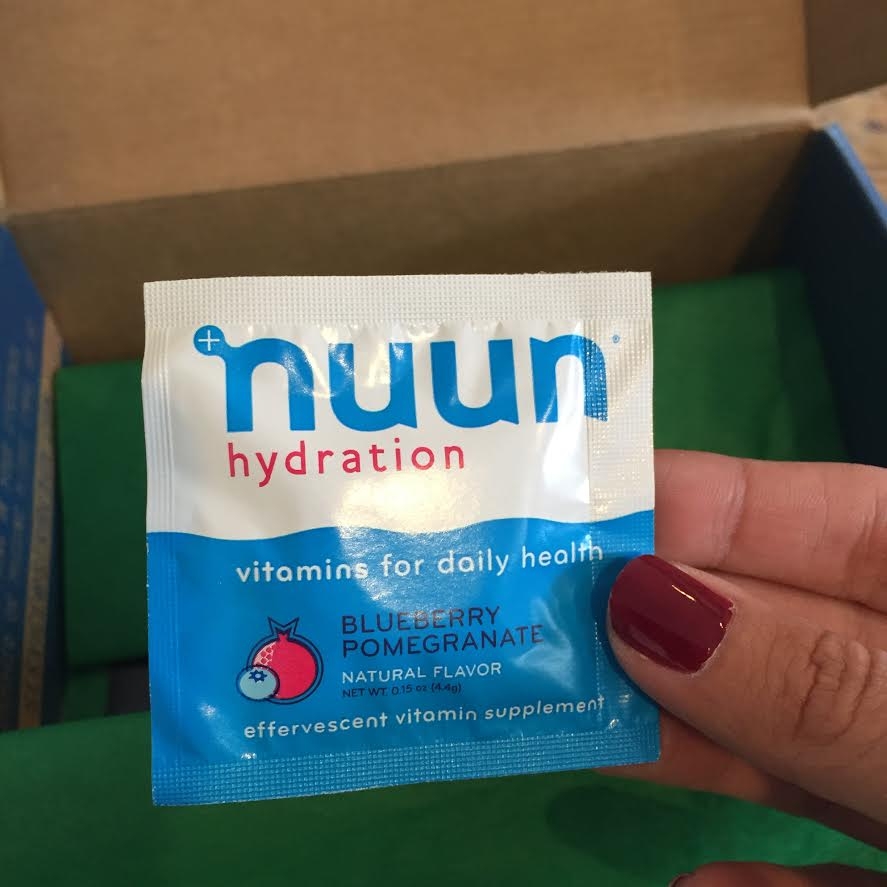 nuun
hydration
vitamins for daily health
BLUEBERRY
POMEGRANATE
NATURAL FLAVOR
NET WT. 0.15 oz (4.4g)
effervescent vitamin supplement